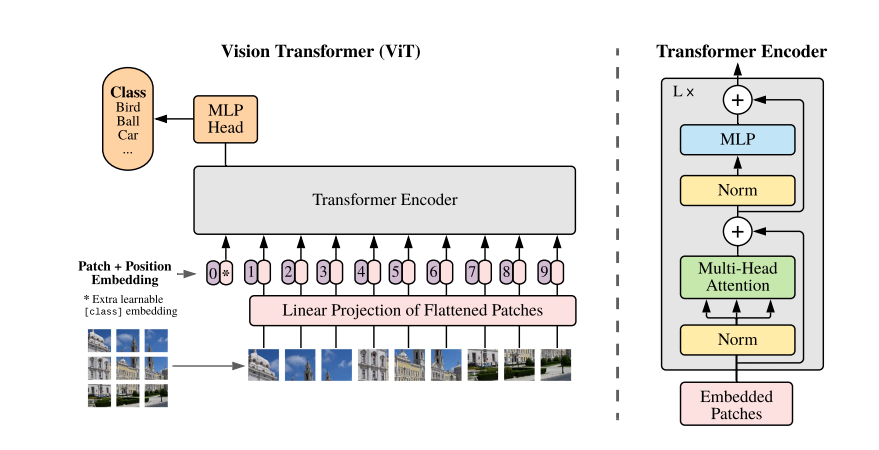 Vision Transformer (ViT)
Class
Bird
Ball
Car
...
MLP
Head
Transformer Encoder
Patch + Position
Embedding
* Extra learnable
[class] embedding
0 * 1 2 3 4 5 6 7 8 9
Linear Projection of Flattened Patches
Transformer Encoder
L x
+
MLP
Norm
+
Multi-Head
Attention
Norm
Embedded
Patches